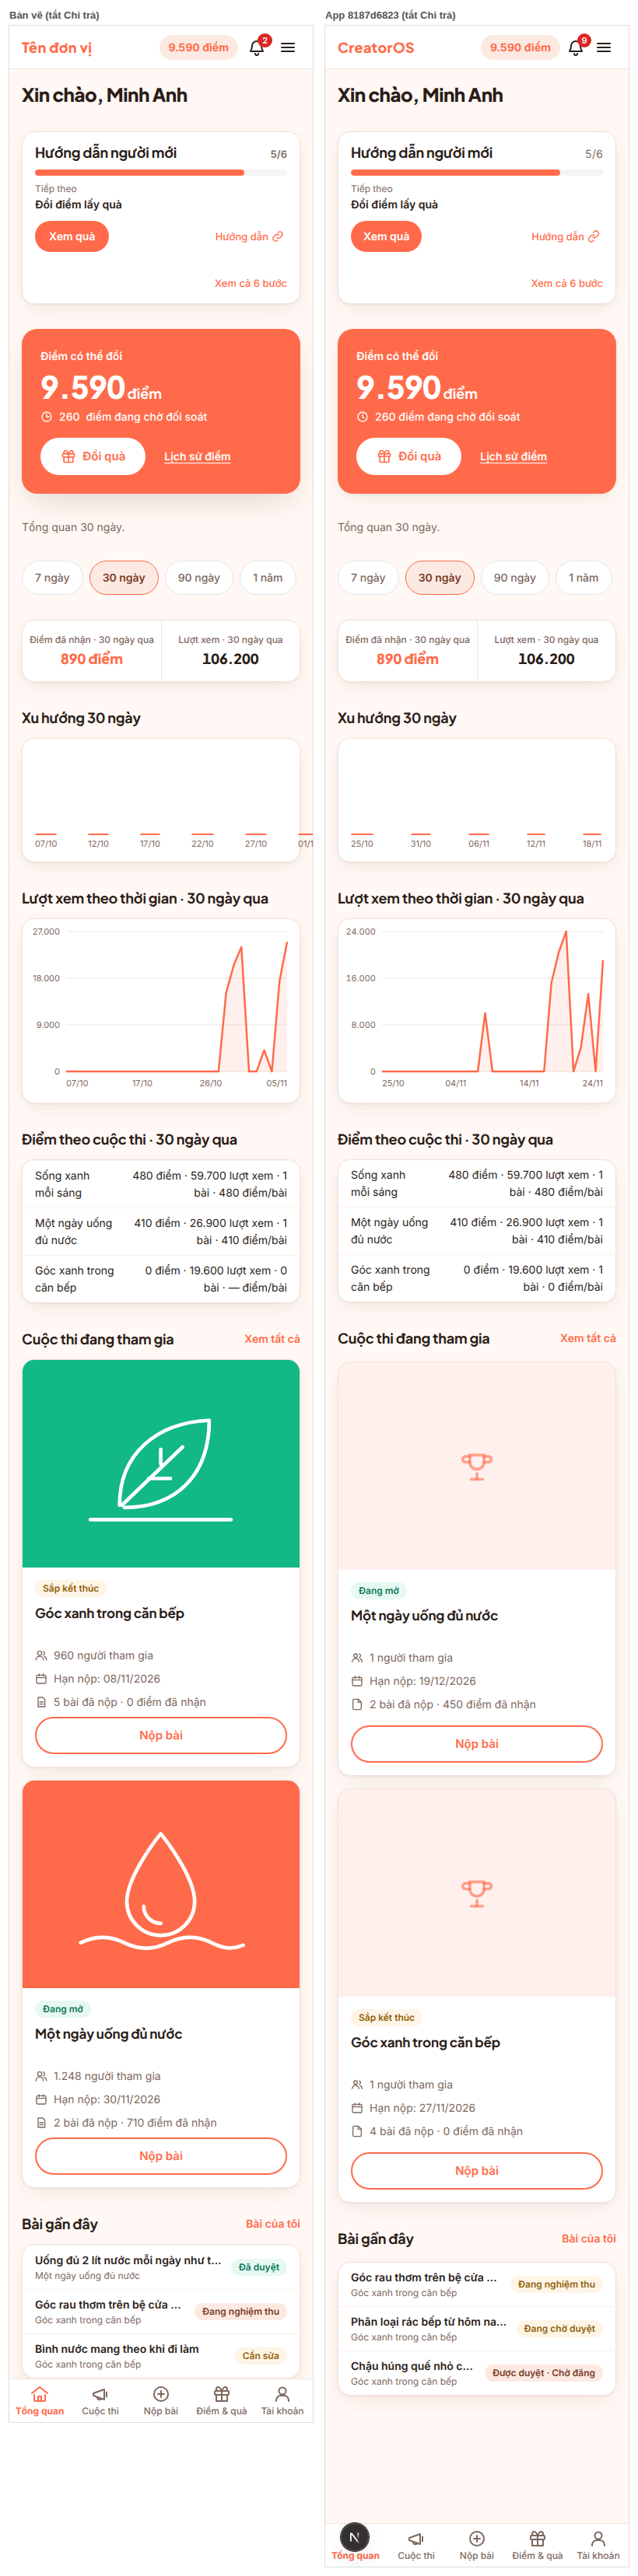 Bản vẽ (tắt Chi trả)
Tên đơn vị
9.590 điểm
2
Xin chào, Minh Anh
Hướng dẫn người mới
5/6
Tiếp theo
Đổi điểm lấy quà
Xem quà
Hướng dẫn
Xem cả 6 bước
Điểm có thể đổi
9.590 điểm
260 điểm đang chờ đối soát
Đổi quà
Lịch sử điểm
Tổng quan 30 ngày.
7 ngày
30 ngày
90 ngày
1 năm
Điểm đã nhận · 30 ngày qua
890 điểm
Lượt xem · 30 ngày qua
106.200
Xu hướng 30 ngày
07/10
12/10
17/10
22/10
27/10
01/1
Lượt xem theo thời gian · 30 ngày qua
27.000
18.000
9.000
0
07/10
17/10
26/10
05/11
Điểm theo cuộc thi · 30 ngày qua
Sống xanh
mỗi sáng
480 điểm · 59.700 lượt xem · 1
bài · 480 điểm/bài
Một ngày uống
đủ nước
410 điểm · 26.900 lượt xem · 1
bài · 410 điểm/bài
Góc xanh trong
căn bếp
0 điểm · 19.600 lượt xem · 0
bài · — điểm/bài
Cuộc thi đang tham gia
Xem tất cả
Sắp kết thúc
Góc xanh trong căn bếp
960 người tham gia
Hạn nộp: 08/11/2026
5 bài đã nộp · 0 điểm đã nhận
Nộp bài
Đang mở
Một ngày uống đủ nước
1.248 người tham gia
Hạn nộp: 30/11/2026
2 bài đã nộp · 710 điểm đã nhận
Nộp bài
Bài gần đây
Bài của tôi
Uống đủ 2 lít nước mỗi ngày như t...
Một ngày uống đủ nước
Đã duyệt
Góc rau thơm trên bệ cửa ...
Góc xanh trong căn bếp
Đang nghiệm thu
Bình nước mang theo khi đi làm
Góc xanh trong căn bếp
Cần sửa
Tổng quan
Cuộc thi
Nộp bài
Điểm & quà
Tài khoản
App 8187d6823 (tắt Chi trả)
CreatorOS
9.590 điểm
9
Xin chào, Minh Anh
Hướng dẫn người mới
5/6
Tiếp theo
Đổi điểm lấy quà
Xem quà
Hướng dẫn
Xem cả 6 bước
Điểm có thể đổi
9.590 điểm
260 điểm đang chờ đối soát
Đổi quà
Lịch sử điểm
Tổng quan 30 ngày.
7 ngày
30 ngày
90 ngày
1 năm
Điểm đã nhận · 30 ngày qua
890 điểm
Lượt xem · 30 ngày qua
106.200
Xu hướng 30 ngày
25/10
31/10
06/11
12/11
18/11
Lượt xem theo thời gian · 30 ngày qua
24.000
16.000
8.000
0
25/10
04/11
14/11
24/11
Điểm theo cuộc thi · 30 ngày qua
Sống xanh
mỗi sáng
480 điểm · 59.700 lượt xem · 1
bài · 480 điểm/bài
Một ngày uống
đủ nước
410 điểm · 26.900 lượt xem · 1
bài · 410 điểm/bài
Góc xanh trong
căn bếp
0 điểm · 19.600 lượt xem · 1
bài · 0 điểm/bài
Cuộc thi đang tham gia
Xem tất cả
Đang mở
Một ngày uống đủ nước
1 người tham gia
Hạn nộp: 19/12/2026
2 bài đã nộp · 450 điểm đã nhận
Nộp bài
Sắp kết thúc
Góc xanh trong căn bếp
1 người tham gia
Hạn nộp: 27/11/2026
4 bài đã nộp · 0 điểm đã nhận
Nộp bài
Bài gần đây
Bài của tôi
Góc rau thơm trên bệ cửa ...
Góc xanh trong căn bếp
Đang nghiệm thu
Phân loại rác bếp từ hôm na...
Góc xanh trong căn bếp
Đang chờ duyệt
Chậu húng quế nhỏ c...
Góc xanh trong căn bếp
Được duyệt · Chờ đăng
N
Tổng quan
Cuộc thi
Nộp bài
Điểm & quà
Tài khoản